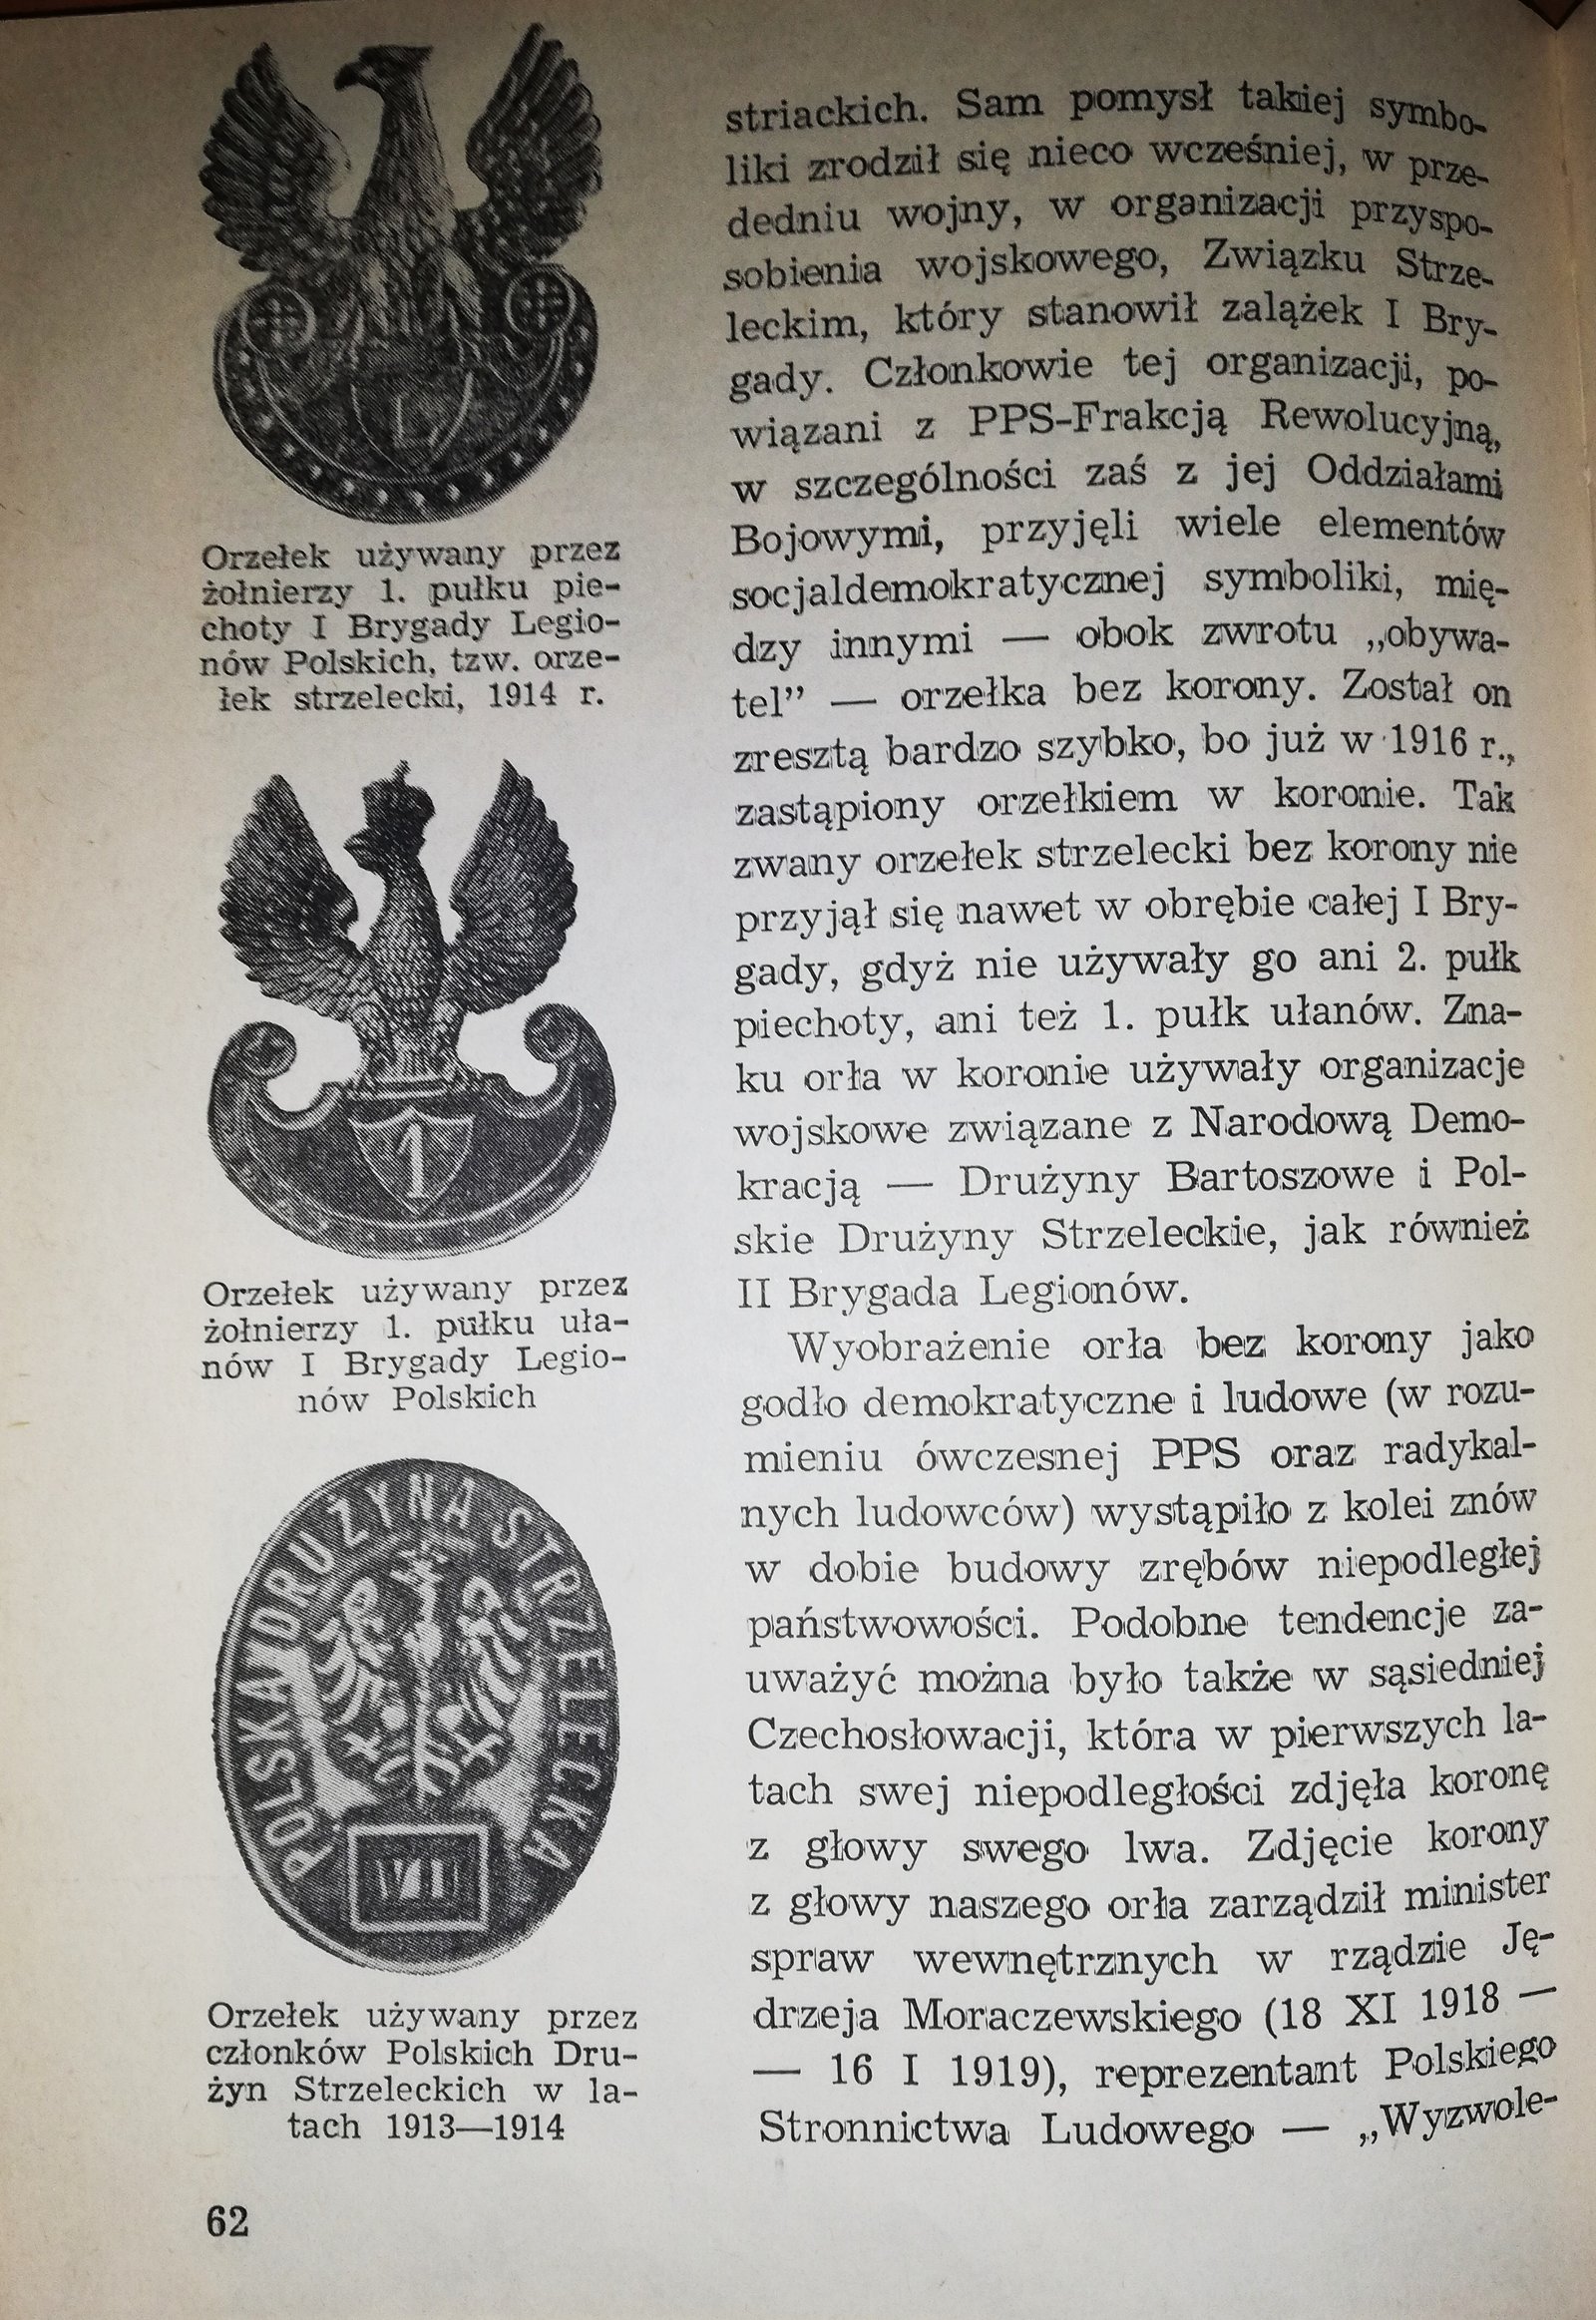 L
Orzełek używany przez
żołnierzy 1. pułku pie-
choty I Brygady Legio-
nów Polskich, tzw. orze-
łek strzelecki, 1914 r.
1
Orzełek używany przez
żołnierzy 1. pułku uła-
nów I Brygady Legio-
nów Polskich
POLSKA DRUŻYNA STRZELECKA
Orzełek używany przez
członków Polskich Dru-
żyn Strzeleckich w la-
tach 1913—1914
striackich. Sam pomysł takiej symbo-
liki zrodził się nieco wcześniej, w prze-
dedniu wojny, w organizacji przyspo-
sobienia wojskowego, Związku Strze-
leckim, który stanowił zalążek I Bry-
gady. Członkowie tej organizacji, po-
wiązani z PPS-Frakcją Rewolucyjną,
w szczególności zaś z jej Oddziałami
Bojowymi, przyjęli wiele elementów
socjaldemokratycznej symboliki, mię-
dzy innymi — obok zwrotu „obywa-
tel” — orzełka bez korony. Został on
zresztą bardzo szybko, bo już w 1916 r.,
zastąpiony orzełkiem w koronie. Tak
zwany orzełek strzelecki bez korony nie
przyjął się nawet w obrębie całej I Bry-
gady, gdyż nie używały go ani 2. pułk
piechoty, ani też 1. pułk ułanów. Zna-
ku orła w koronie używały organizacje
wojskowe związane z Narodową Demo-
kracją — Drużyny Bartoszowe i Pol-
skie Drużyny Strzeleckie, jak również
II Brygada Legionów.
Wyobrażenie orła bez korony jako
godło demokratyczne i ludowe (w rozu-
mieniu ówczesnej PPS oraz radykal-
nych ludowców) wystąpiło z kolei znów
w dobie budowy zrębów niepodległej
państwowości. Podobne tendencje za-
uważyć można było także w sąsiedniej
Czechosłowacji, która w pierwszych la-
tach swej niepodległości zdjęła koronę
z głowy swego lwa. Zdjęcie korony
z głowy naszego orła zarządził minister
spraw wewnętrznych w rządzie Ję-
drzeja Moraczewskiego (18 XI 1918 —
— 16 I 1919), reprezentant Polskiego
Stronnictwa Ludowego — „Wyzwole-
62